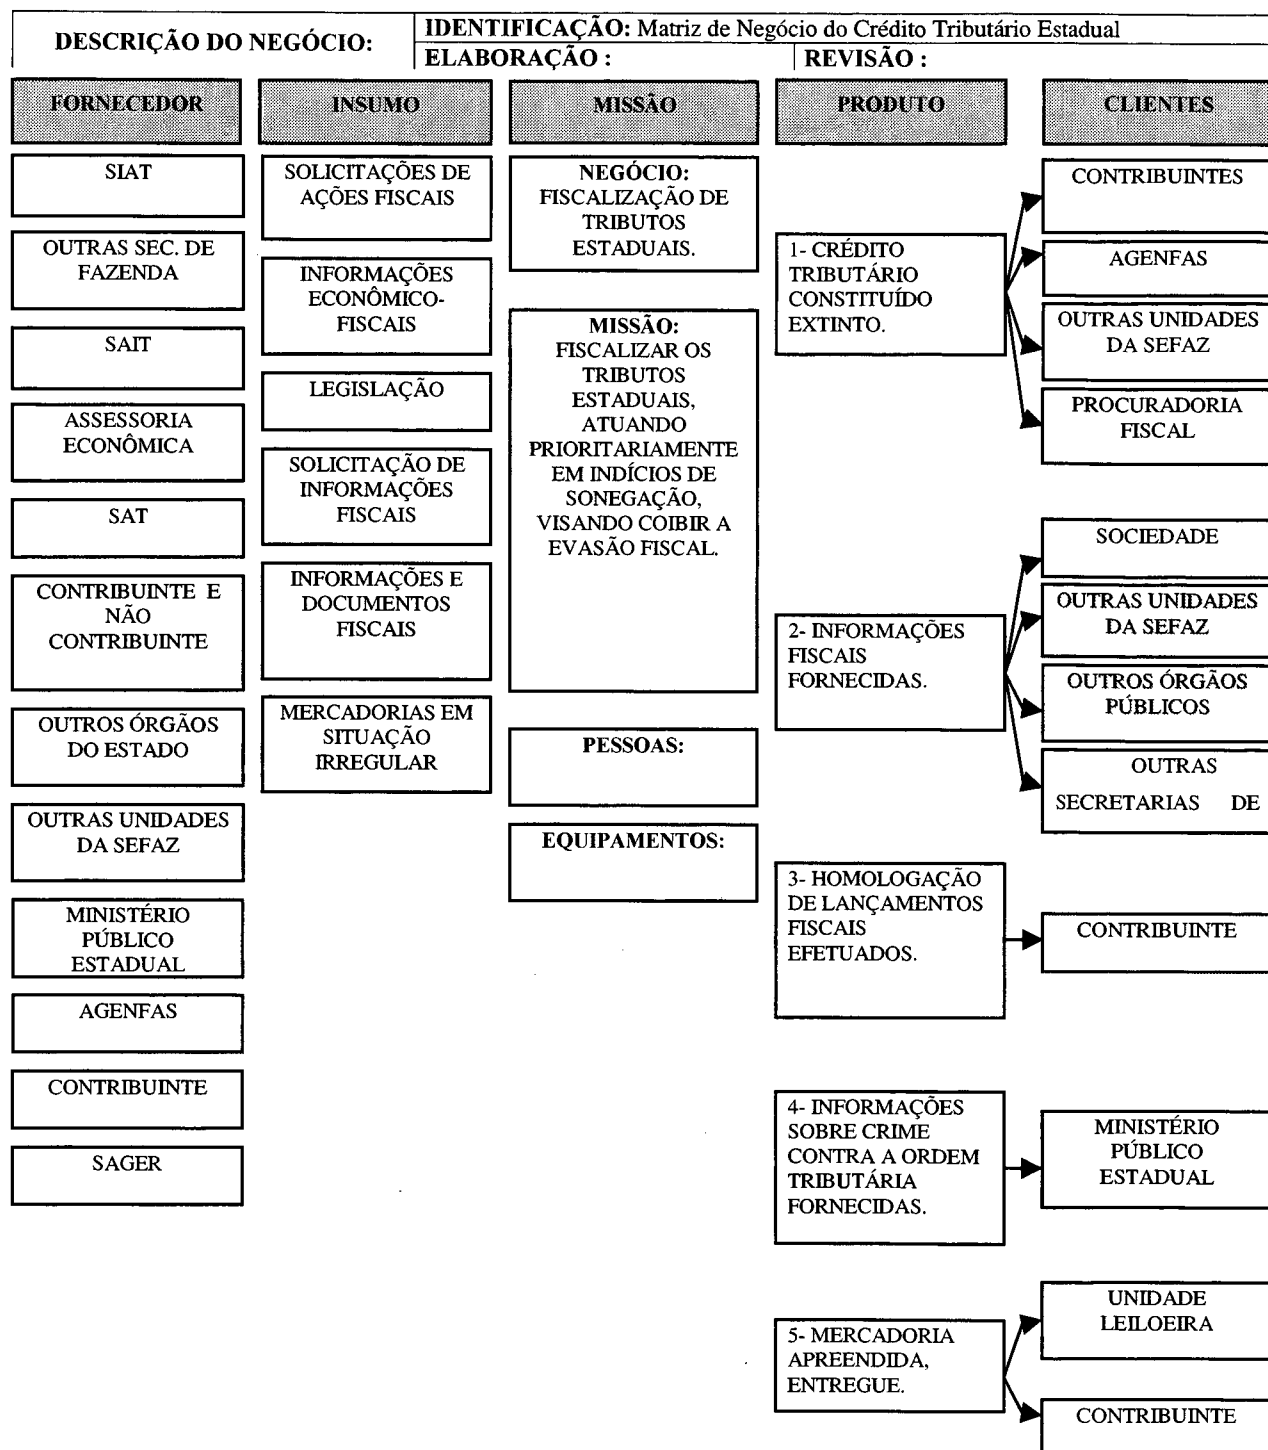 DESCRIÇÃO DO NEGÓCIO:
IDENTIFICAÇÃO: Matriz de Negócio do Crédito Tributário Estadual
ELABORAÇÃO :
REVISÃO :
FORNECEDOR
SIAT
OUTRAS SEC. DE
FAZENDA
SAIT
ASSESSORIA
ECONÔMICA
SAT
CONTRIBUINTE E
NÃO
CONTRIBUINTE
OUTROS ÓRGÃOS
DO ESTADO
OUTRAS UNIDADES
DA SEFAZ
MINISTÉRIO
PÚBLICO
ESTADUAL
AGENFAS
CONTRIBUINTE
SAGER
INSUMO
SOLICITAÇÕES DE
AÇÕES FISCAIS
INFORMAÇÕES
ECONÔMICO-
FISCAIS
LEGISLAÇÃO
SOLICITAÇÃO DE
INFORMAÇÕES
FISCAIS
INFORMAÇÕES E
DOCUMENTOS
FISCAIS
MERCADORIAS EM
SITUAÇÃO
IRREGULAR
MISSÃO
NEGÓCIO:
FISCALIZAÇÃO DE
TRIBUTOS
ESTADUAIS.
MISSÃO:
FISCALIZAR OS
TRIBUTOS
ESTADUAIS,
ATUANDO
PRIORITARIAMENTE
EM INDÍCIOS DE
SONEGAÇÃO,
VISANDO COIBIR A
EVASÃO FISCAL.
PESSOAS:
EQUIPAMENTOS:
PRODUTO
1- CRÉDITO
TRIBUTÁRIO
CONSTITUÍDO
EXTINTO.
2- INFORMAÇÕES
FISCAIS
FORNECIDAS.
3- HOMOLOGAÇÃO
DE LANÇAMENTOS
FISCAIS
EFETUADOS.
4- INFORMAÇÕES
SOBRE CRIME
CONTRA A ORDEM
TRIBUTÁRIA
FORNECIDAS.
5- MERCADORIA
APREENDIDA,
ENTREGUE.
CLIENTES
CONTRIBUINTES
AGENFAS
OUTRAS UNIDADES
DA SEFAZ
PROCURADORIA
FISCAL
SOCIEDADE
OUTRAS UNIDADES
DA SEFAZ
OUTROS ÓRGÃOS
PÚBLICOS
OUTRAS
SECRETARIAS DE
CONTRIBUINTE
MINISTÉRIO
PÚBLICO
ESTADUAL
UNIDADE
LEILOEIRA
CONTRIBUINTE